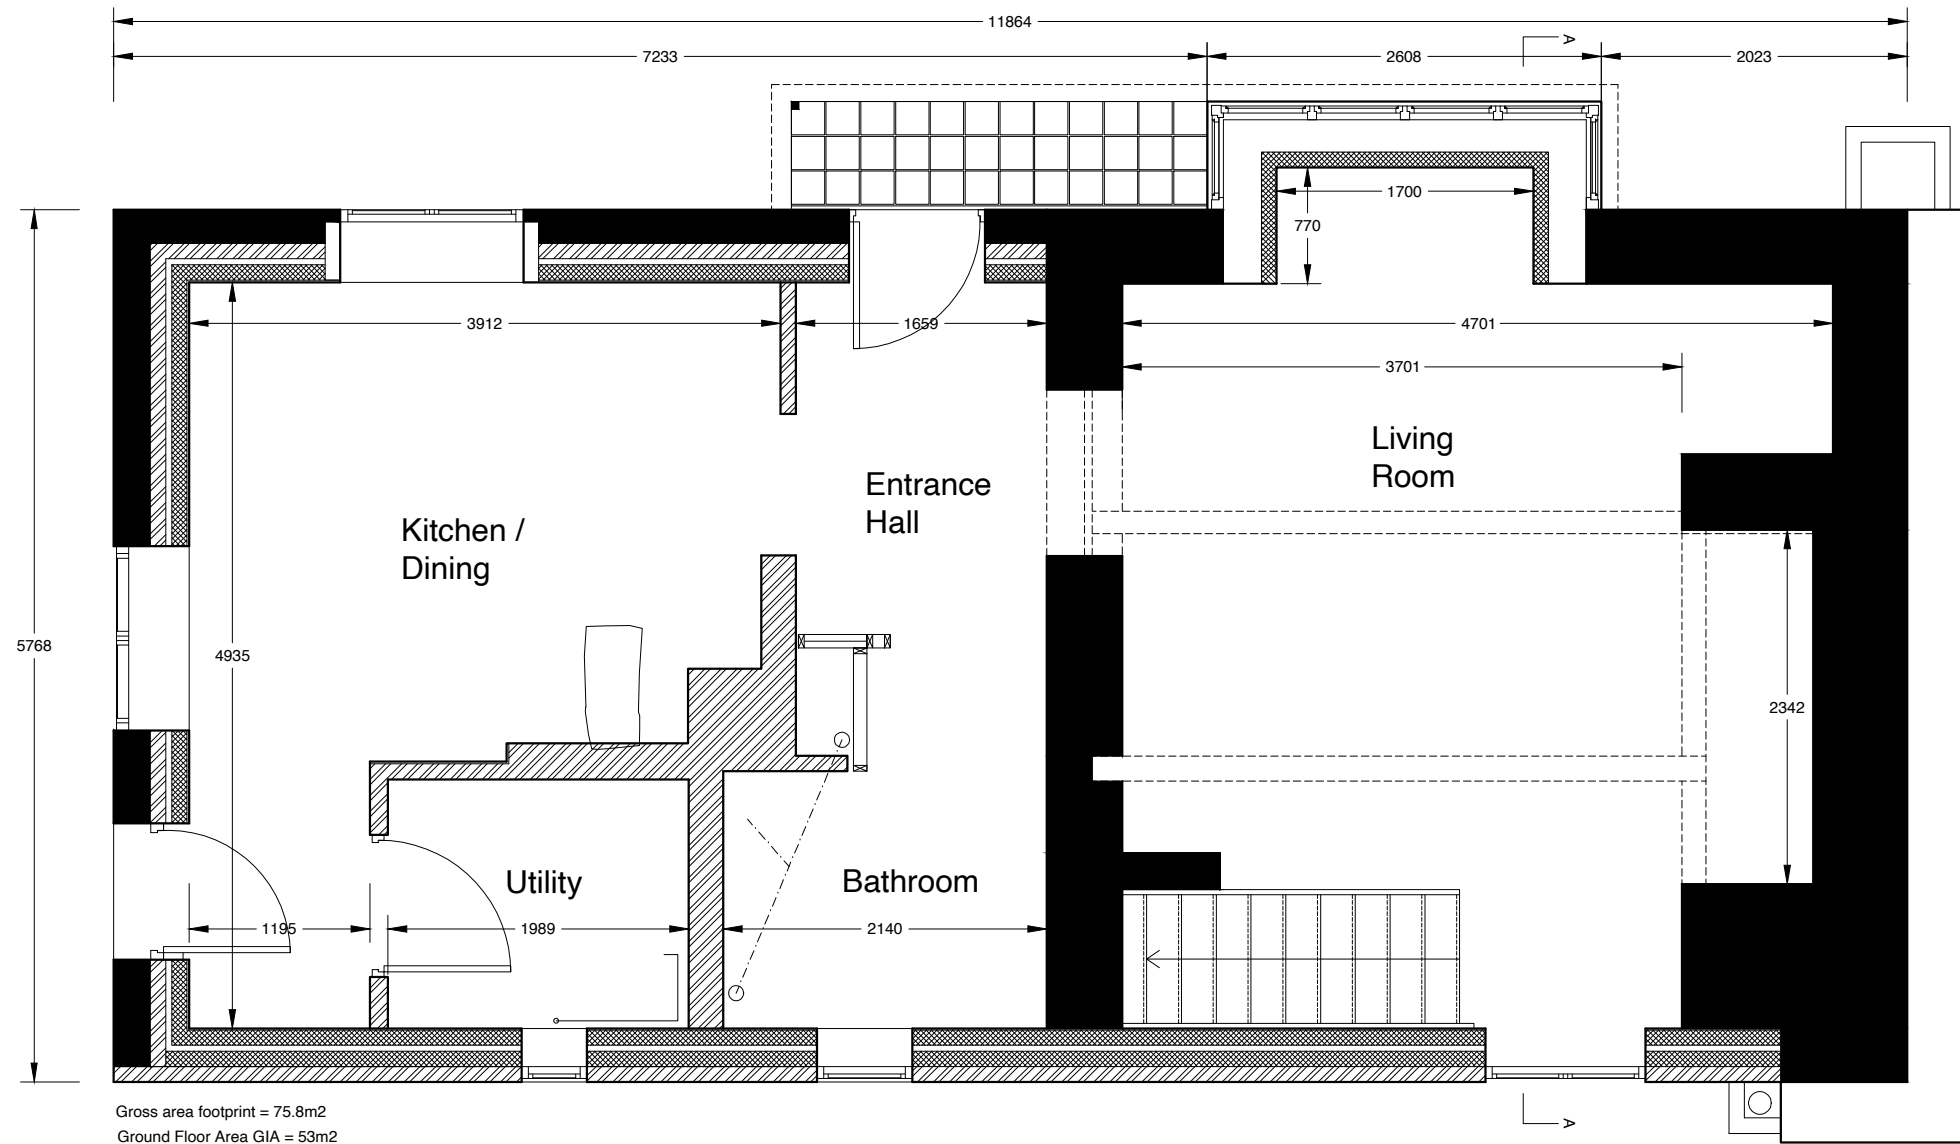 11864
7233
2608
A
2023
1700
770
3912
1659
4701
3701
Living
Room
Entrance
Hall
Kitchen /
Dining
5768
4935
2342
Utility
Bathroom
1195
1989
2140
Gross area footprint = 75.8m2
A
Ground Floor Area GIA = 53m2